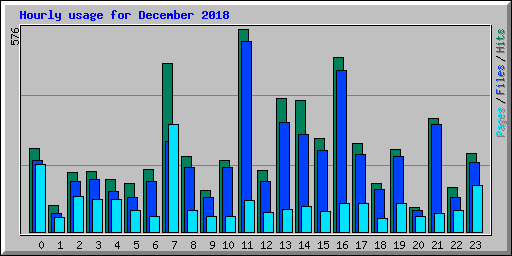 Hourly usage for December 2018
576
Pages/Files/Hits
0 1 2 3 4 5 6 7 8 9 10 11 12 13 14 15 16 17 18 19 20 21 22 23